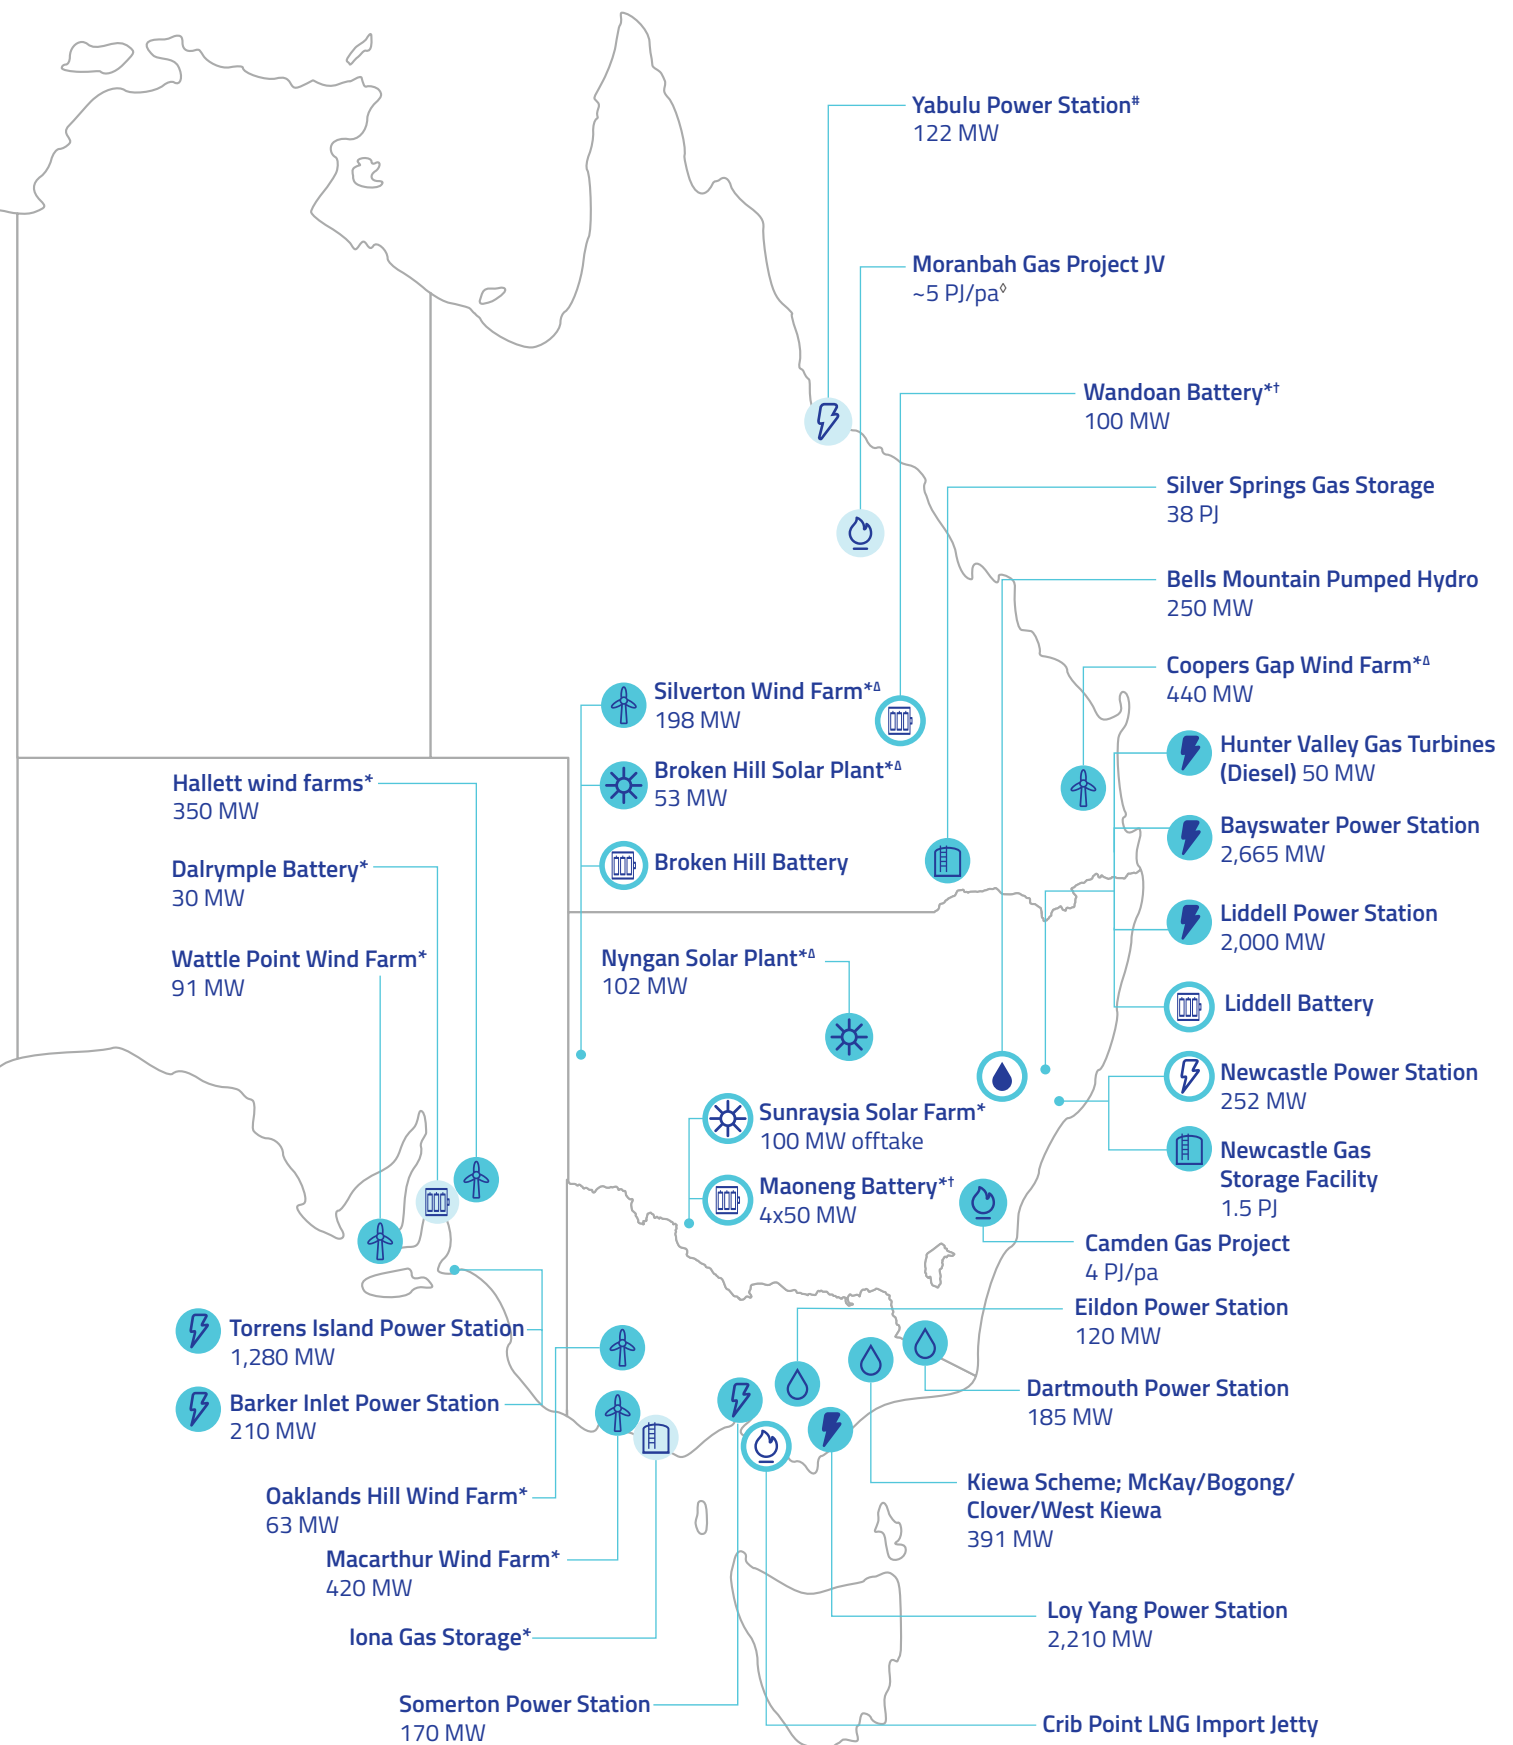 Yabulu Power Station#
122 MW
Moranbah Gas Project JV
~5 PJ/pa◊
Wandoan Battery*†
100 MW
Silver Springs Gas Storage
38 PJ
Bells Mountain Pumped Hydro
250 MW
Coopers Gap Wind Farm*Δ
440 MW
Silverton Wind Farm*Δ
198 MW
Hunter Valley Gas Turbines
(Diesel) 50 MW
Broken Hill Solar Plant*Δ
53 MW
Hallett wind farms*
350 MW
Bayswater Power Station
2,665 MW
Broken Hill Battery
Dalrymple Battery*
30 MW
Liddell Power Station
2,000 MW
Wattle Point Wind Farm*
91 MW
Nyngan Solar Plant*Δ
102 MW
Liddell Battery
Newcastle Power Station
252 MW
Sunraysia Solar Farm*
100 MW offtake
Newcastle Gas
Storage Facility
1.5 PJ
Maoneng Battery*†
4x50 MW
Camden Gas Project
4 PJ/pa
Eildon Power Station
120 MW
Torrens Island Power Station
1,280 MW
Dartmouth Power Station
185 MW
Barker Inlet Power Station
210 MW
Kiewa Scheme; McKay/Bogong/
Clover/West Kiewa
391 MW
Oaklands Hill Wind Farm*
63 MW
Macarthur Wind Farm*
420 MW
Loy Yang Power Station
2,210 MW
Iona Gas Storage*
Somerton Power Station
170 MW
Crib Point LNG Import Jetty